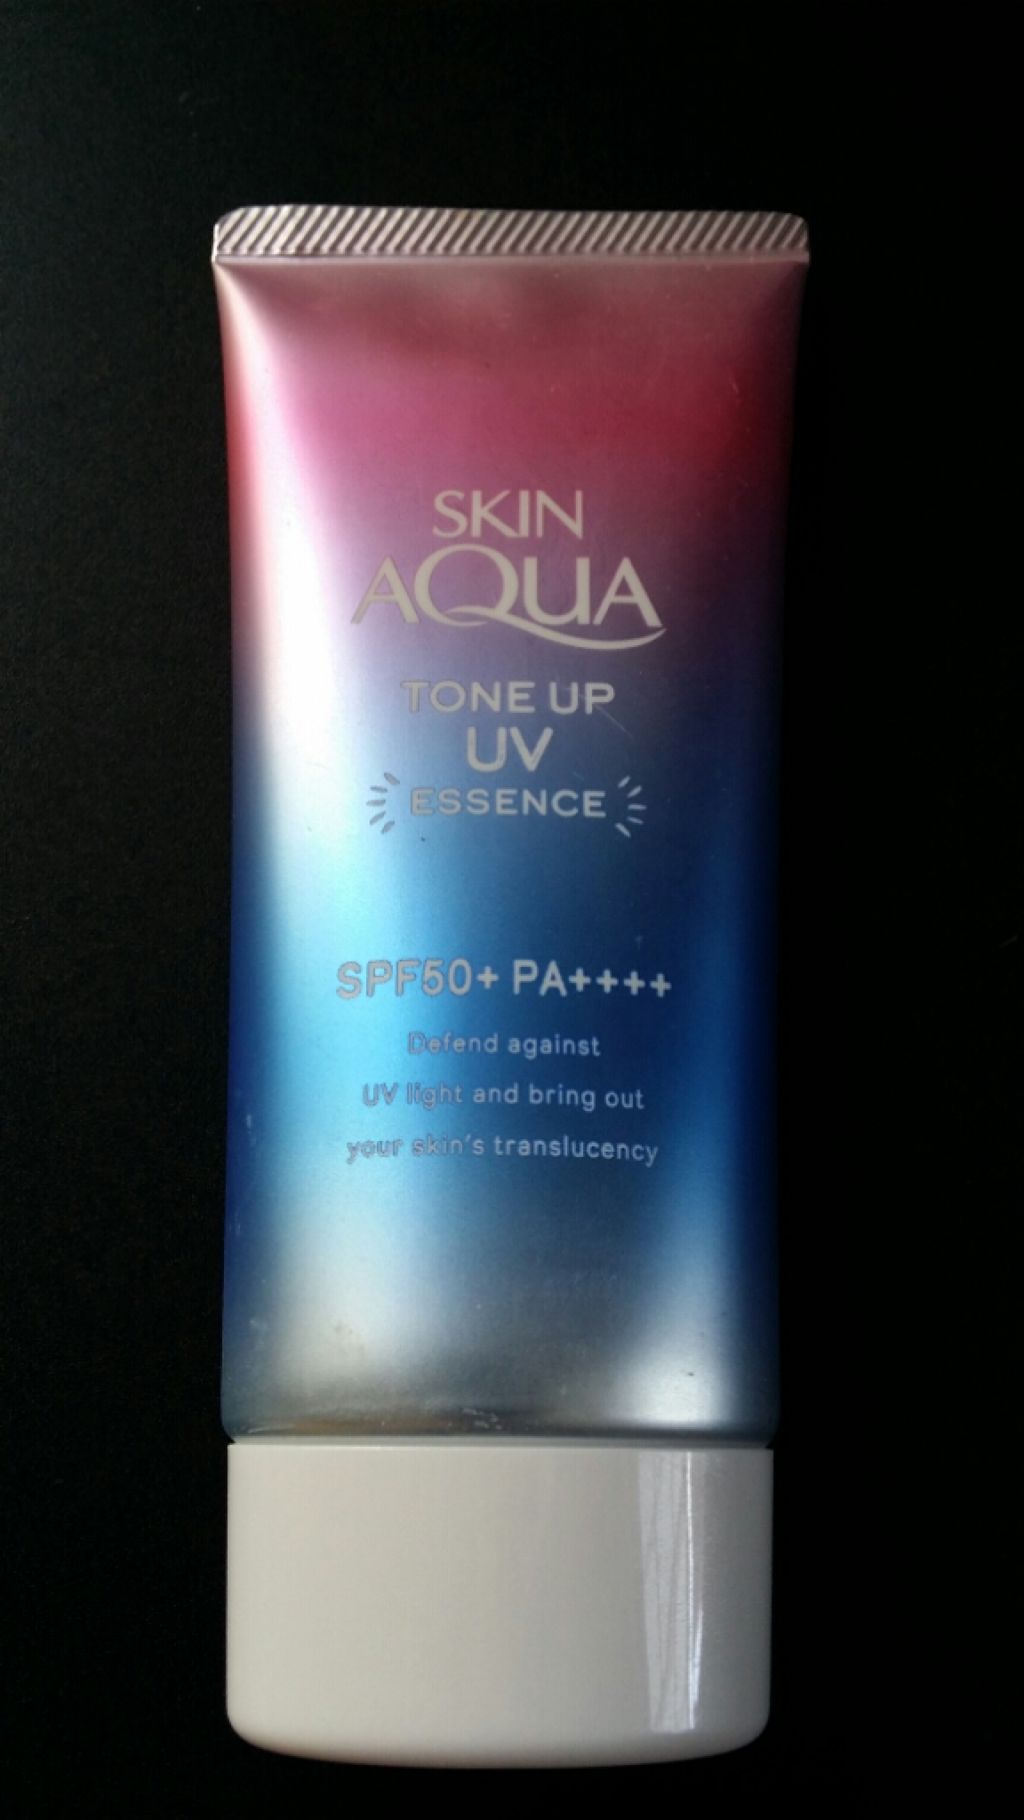 SKIN
AQUA
TONE UP
UV
ESSENCE
SPF50+ PA++++
Defend against
UV light and bring out
your skin's translucency